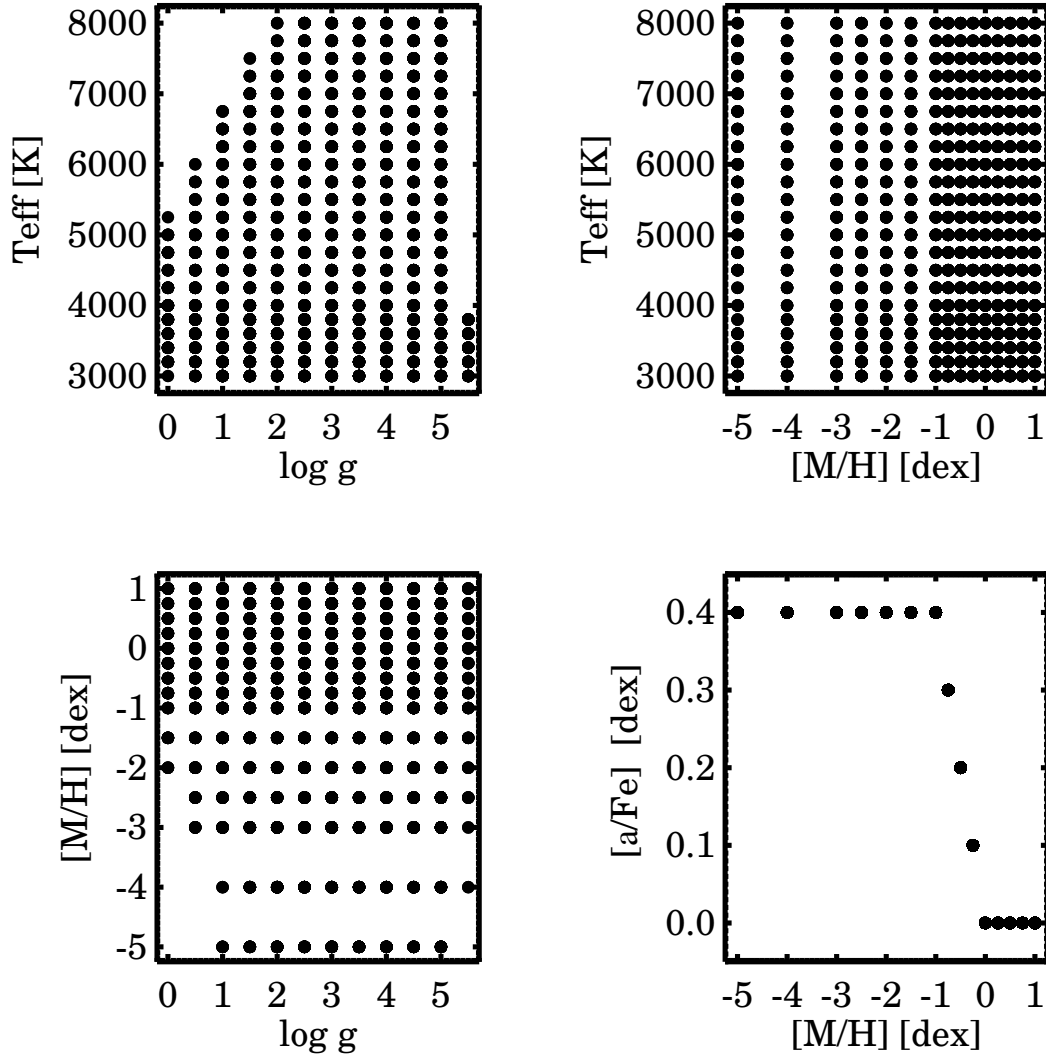 8000
7000
6000
5000
4000
3000
Teff [K]
0 1 2 3 4 5
log g
8000
7000
6000
5000
4000
3000
Teff [K]
-5 -4 -3 -2 -1 0 1
[M/H] [dex]
1
0
-1
-2
-3
-4
-5
[M/H] [dex]
0 1 2 3 4 5
log g
0.4
0.3
0.2
0.1
0.0
[a/Fe] [dex]
-5 -4 -3 -2 -1 0 1
[M/H] [dex]